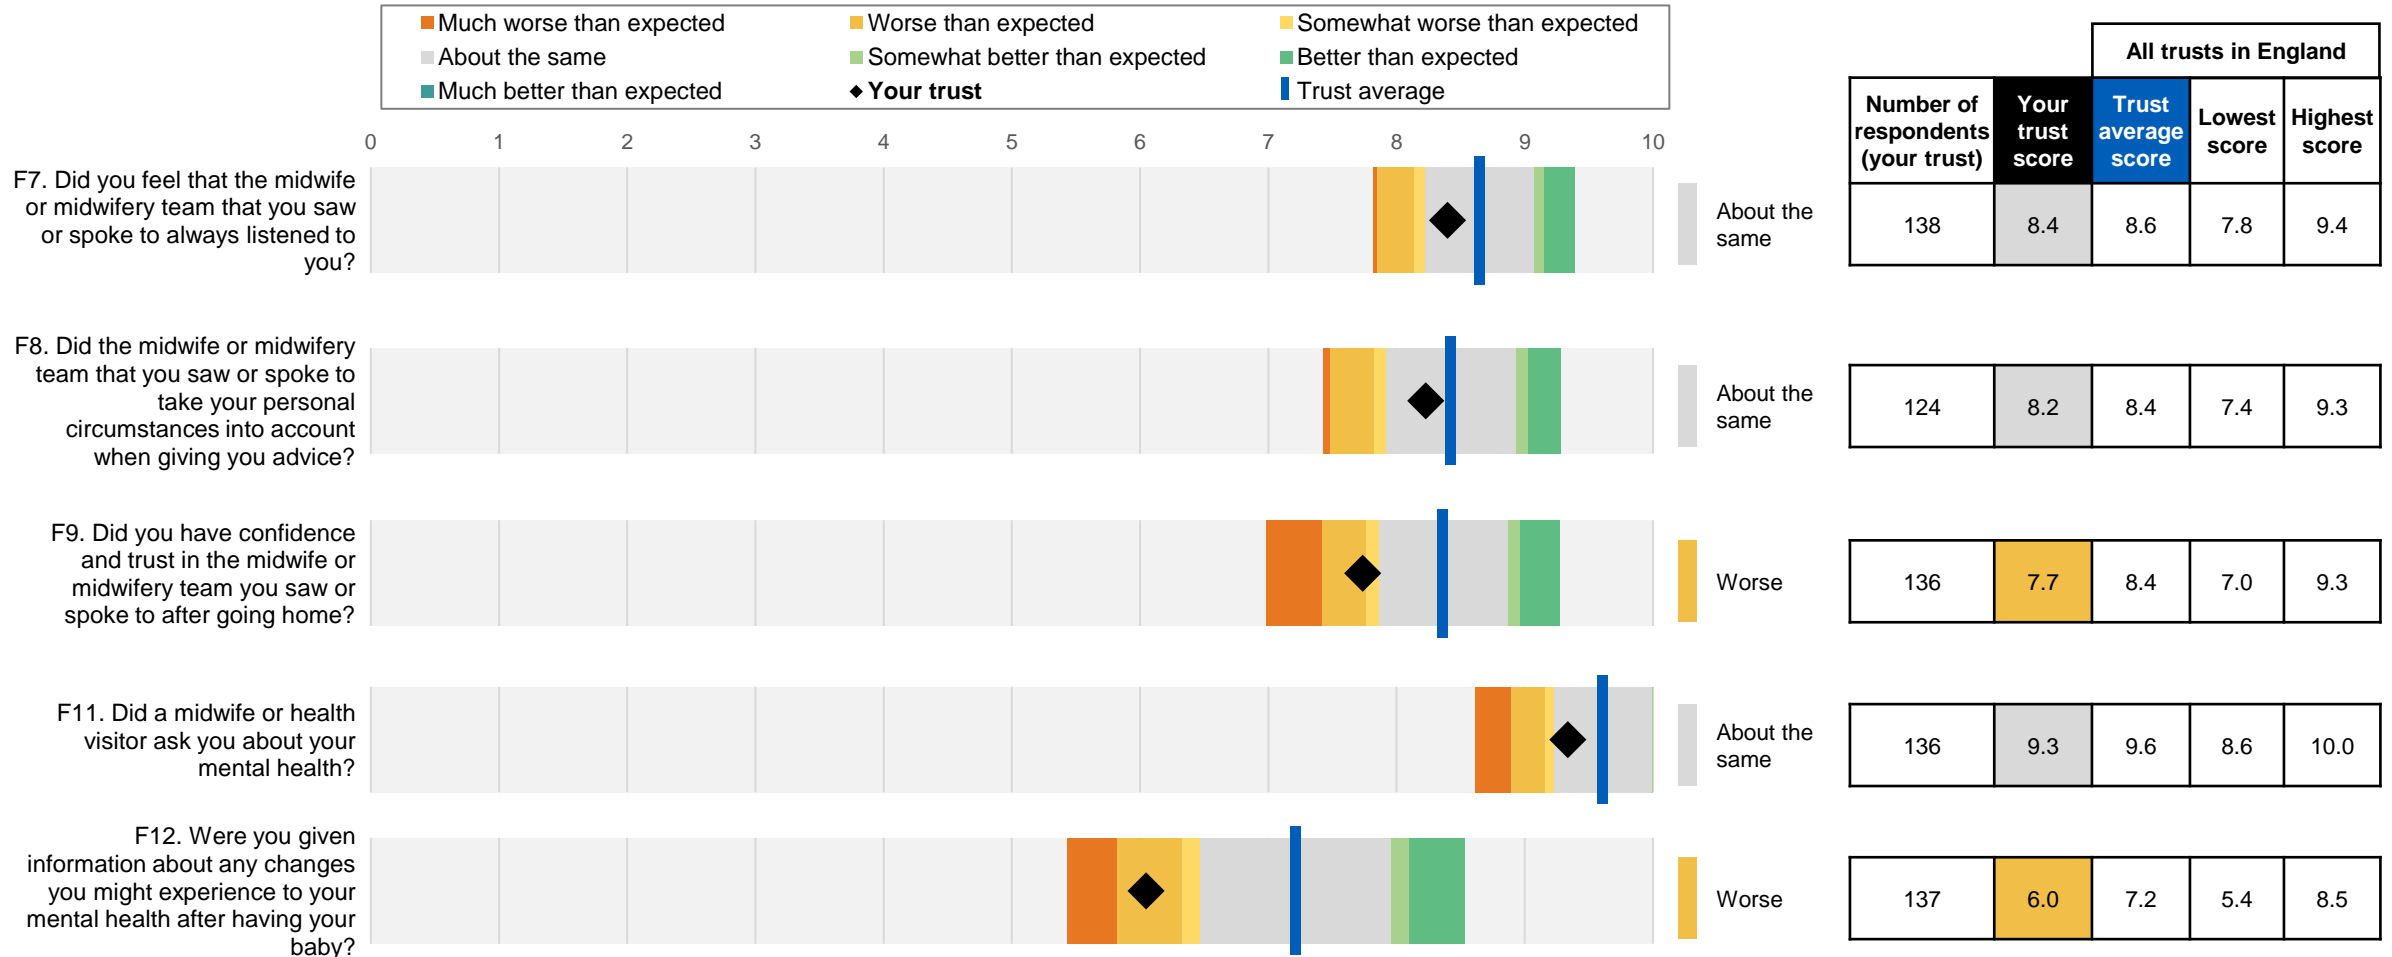 Much worse than expected
Worse than expected
Somewhat worse than expected
About the same
Somewhat better than expected
Better than expected
Much better than expected
Your trust
Trust average
All trusts in England
Number of
respondents
(your trust)
Your
trust
score
Trust
average
score
Lowest
score
Highest
score
0 1 2 3 4 5 6 7 8 9 10
F7. Did you feel that the midwife
or midwifery team that you saw
or spoke to always listened to
you?
About the
same
138 8.4 8.6 7.8 9.4
F8. Did the midwife or midwifery
team that you saw or spoke to
take your personal
circumstances into account
when giving you advice?
About the
same
124 8.2 8.4 7.4 9.3
F9. Did you have confidence
and trust in the midwife or
midwifery team you saw or
spoke to after going home?
Worse
136 7.7 8.4 7.0 9.3
F11. Did a midwife or health
visitor ask you about your
mental health?
About the
same
136 9.3 9.6 8.6 10.0
F12. Were you given
information about any changes
you might experience to your
mental health after having your
baby?
Worse
137 6.0 7.2 5.4 8.5